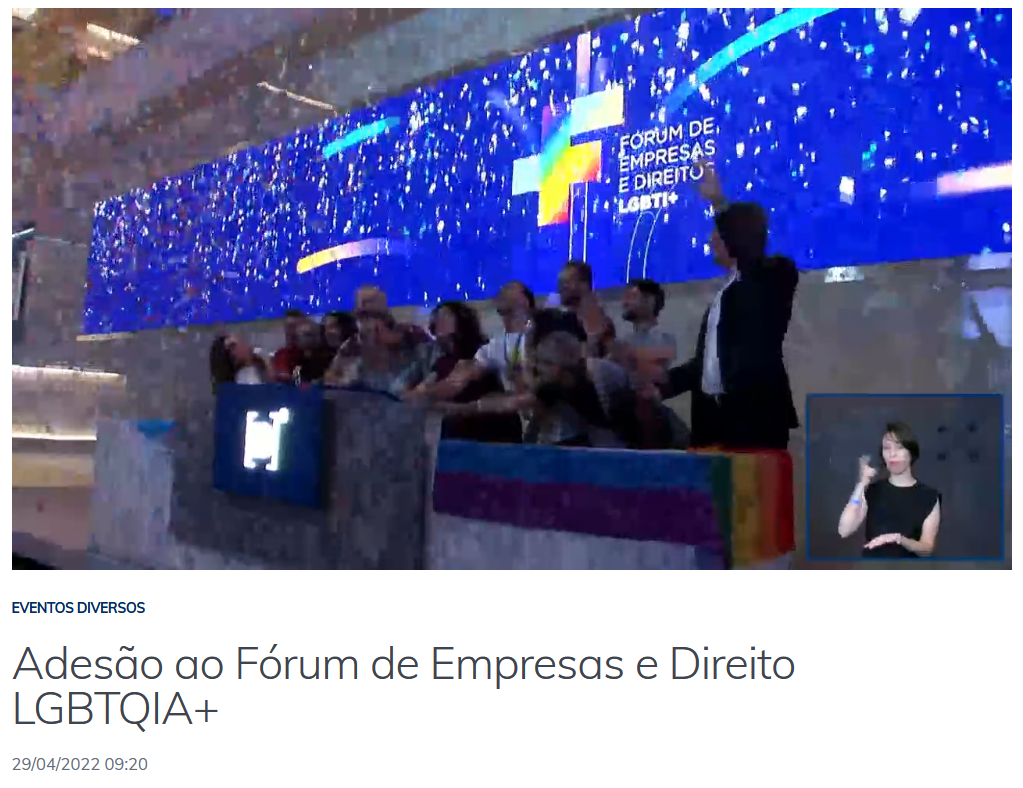 FÓRUM DE
EMPRESAS
E DIREITOS
LGBTI+
[B]³
EVENTOS DIVERSOS
Adesão ao Fórum de Empresas e Direito
LGBTQIA+
29/04/2022 09:20